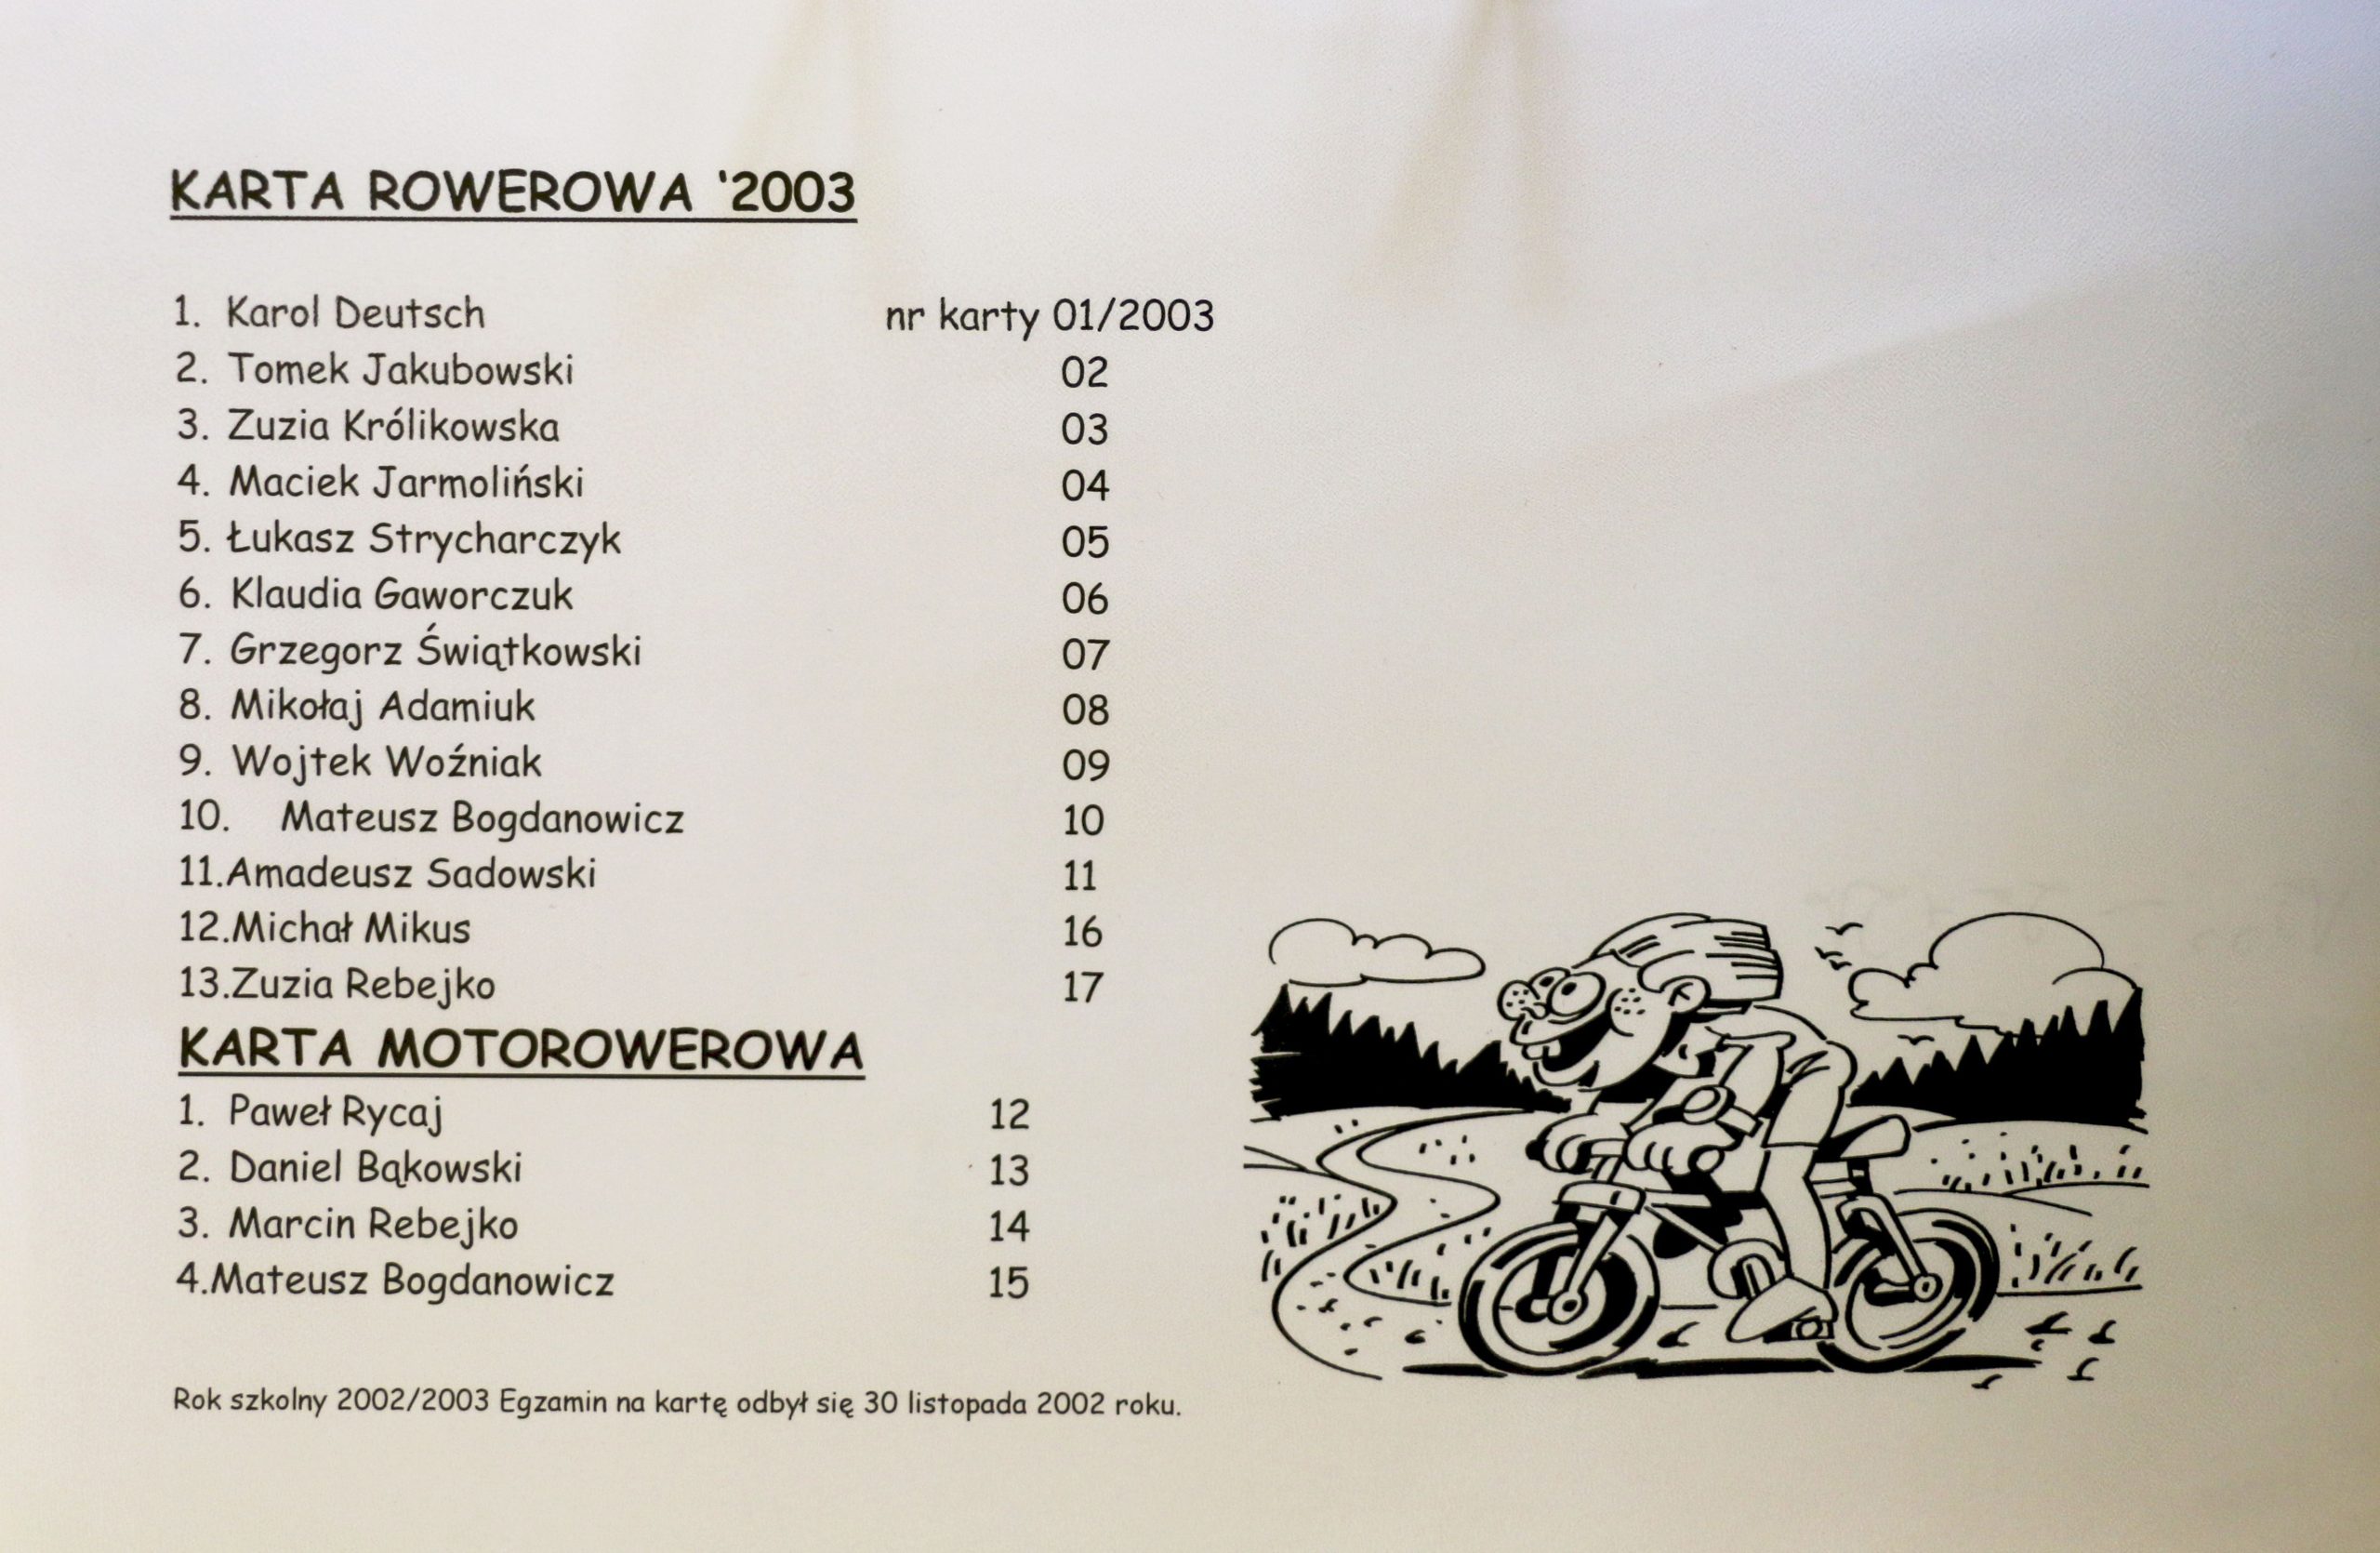 KARTA ROWEROWA '2003
1. Karol Deutsch nr karty 01/2003
2. Tomek Jakubowski 02
3. Zuzia Królikowska 03
4. Maciek Jarmoliński 04
5. Łukasz Strycharczyk 05
6. Klaudia Gaworczuk 06
7. Grzegorz Świątkowski 07
8. Mikołaj Adamiuk 08
9. Wojtek Woźniak 09
10. Mateusz Bogdanowicz 10
11.Amadeusz Sadowski 11
12.Michał Mikus 16
13.Zuzia Rebejko 17
KARTA MOTOROWEROWA
1. Paweł Rycaj 12
2. Daniel Bąkowski 13
3. Marcin Rebejko 14
4.Mateusz Bogdanowicz 15
Rok szkolny 2002/2003 Egzamin na kartę odbył się 30 listopada 2002 roku.